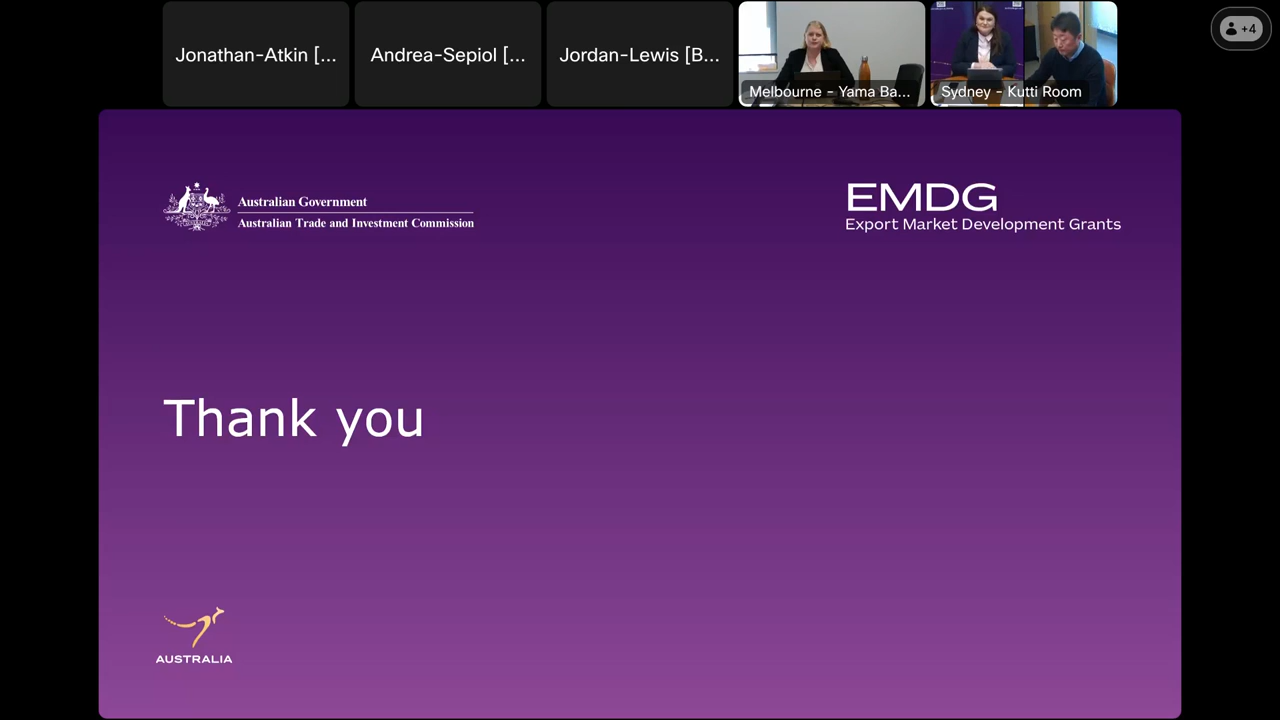 Jonathan-Atkin [...
Andrea-Sepiol [...
Jordan-Lewis [B...
Melbourne - Yama Ba...
Sydney - Kutti Room
+4
Australian Government
Australian Trade and Investment Commission
EMDG
Export Market Development Grants
Thank you
AUSTRALIA